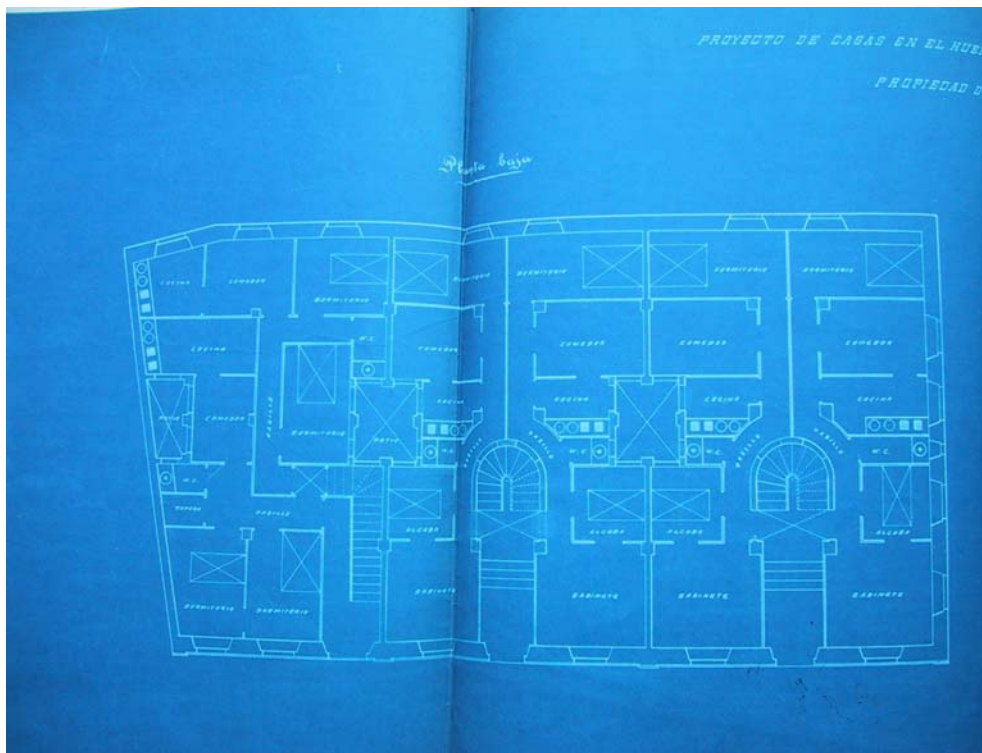 PROYECTO DE CASAS EN EL
PROPIEDAD
Planta baja
COCINA
COMEDOR
DORMITORIO
DORMITORIO
DORMITORIO
DORMITORIO
DORMITORIO
COCINA
W.C.
COMEDOR
COMEDOR
COMEDOR
COMEDOR
PATIO
COMEDOR
PASILLO
DORMITORIO
PATIO
COCINA
COCINA
COCINA
COCINA
W.C.
W.C.
PASILLO
W.C.
W.C.
PASILLO
PASILLO
W.C.
ROPERO
PASILLO
ALCOBA
ALCOBA
ALCOBA
ALCOBA
DORMITORIO
DORMITORIO
GABINETE
GABINETE
GABINETE
GABINETE